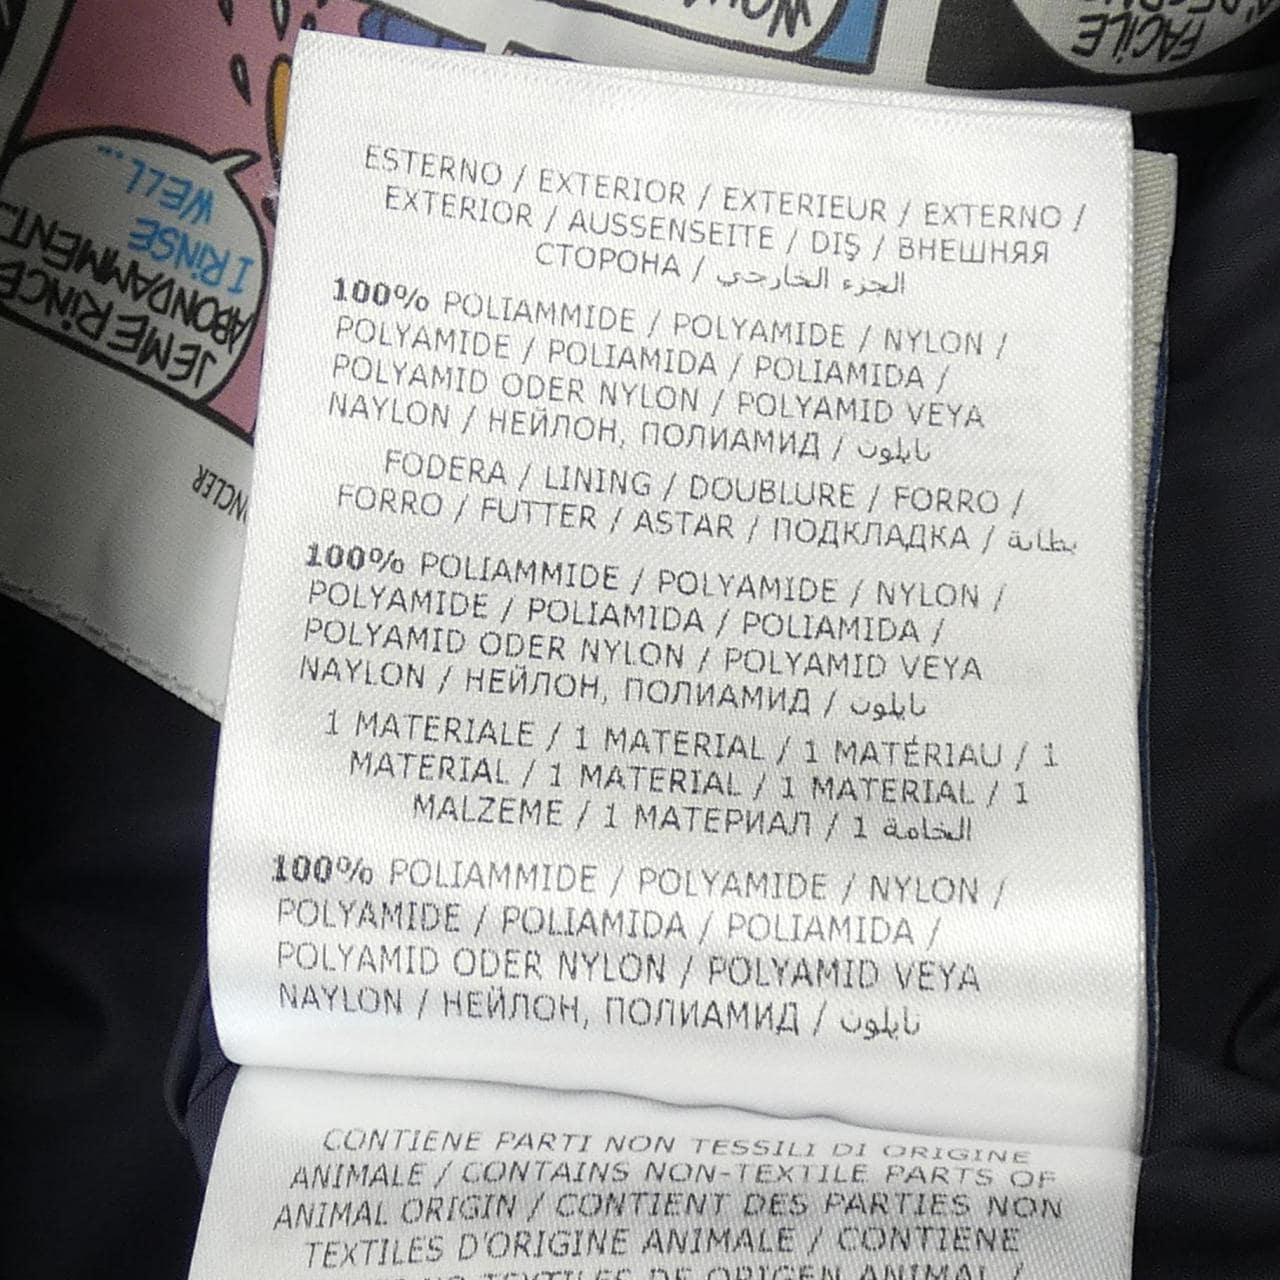 WELL...
I RINSE
JE ME RINCE
ABONDAMMENT...
FACILE
ESTERNO / EXTERIOR / EXTERIEUR / EXTERNO /
EXTERIOR / AUSSENSEITE / DIŞ / ВНЕШНЯЯ
СТОРОНА / الجزء الخارجي
100% POLIAMMIDE / POLYAMIDE / NYLON /
POLYAMIDE / POLIAMIDA / POLIAMIDA /
POLYAMID ODER NYLON / POLYAMID VEYA
NAYLON / НЕЙЛОН, ПОЛИАМИД / نايلون
FODERA / LINING / DOUBLURE / FORRO /
FORRO / FUTTER / ASTAR / ПОДКЛАДКА / بطانة
100% POLIAMMIDE / POLYAMIDE / NYLON /
POLYAMIDE / POLIAMIDA / POLIAMIDA /
POLYAMID ODER NYLON / POLYAMID VEYA
NAYLON / НЕЙЛОН, ПОЛИАМИД / نايلون
1 MATERIALE / 1 MATERIAL / 1 MATÉRIAU / 1
MATERIAL / 1 MATERIAL / 1 MATERIAL / 1
MALZEME / 1 МАТЕРИАЛ / 1 الخامة
100% POLIAMMIDE / POLYAMIDE / NYLON /
POLYAMIDE / POLIAMIDA / POLIAMIDA /
POLYAMID ODER NYLON / POLYAMID VEYA
NAYLON / НЕЙЛОН, ПОЛИАМИД / نايلون
CONTIENE PARTI NON TESSILI DI ORIGINE
ANIMALE / CONTAINS NON-TEXTILE PARTS OF
ANIMAL ORIGIN / CONTIENT DES PARTIES NON
TEXTILES D'ORIGINE ANIMALE / CONTIENE
DE ORIGEN ANIMAL /